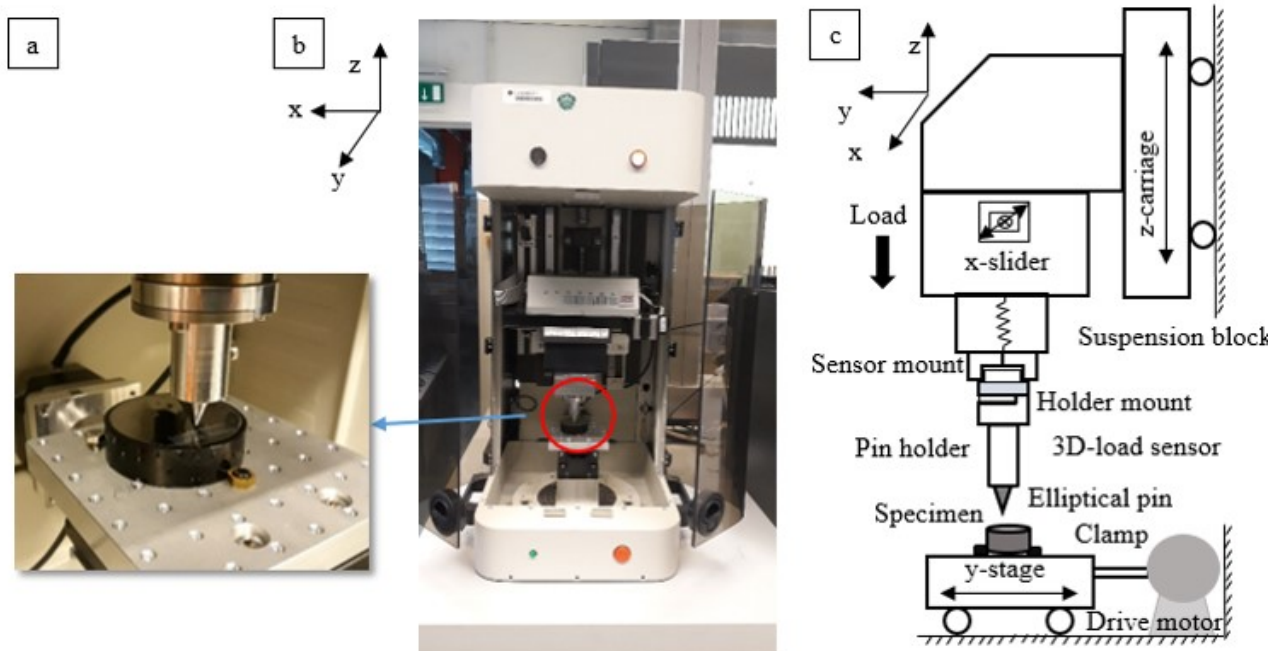 a
b
c
z
x
y
z
y
x
Load
x-slider
z-carriage
Suspension block
Sensor mount
Holder mount
Pin holder
3D-load sensor
Elliptical pin
Specimen
Clamp
y-stage
Drive motor